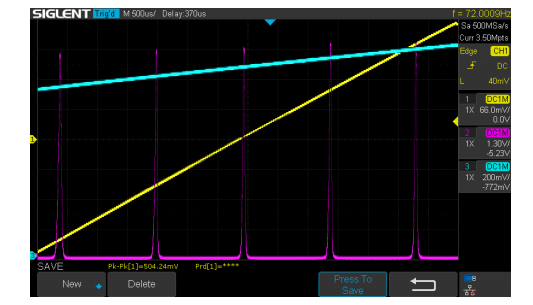 SIGLENT Trig'd M 500us/ Delay:370us f = 72.0009Hz
Sa 500MSa/s
Curr 3.50Mpts
Edge CH1
DC
L 40mV
1 DC1M
1X 66.0mV/
0.0V
2 DC1M
1X 1.30V/
-5.23V
3 DC1M
1X 200mV/
-772mV
1
3
SAVE Pk-Pk[1]=504.24mV Prd[1]=****
New Delete Press To
Save